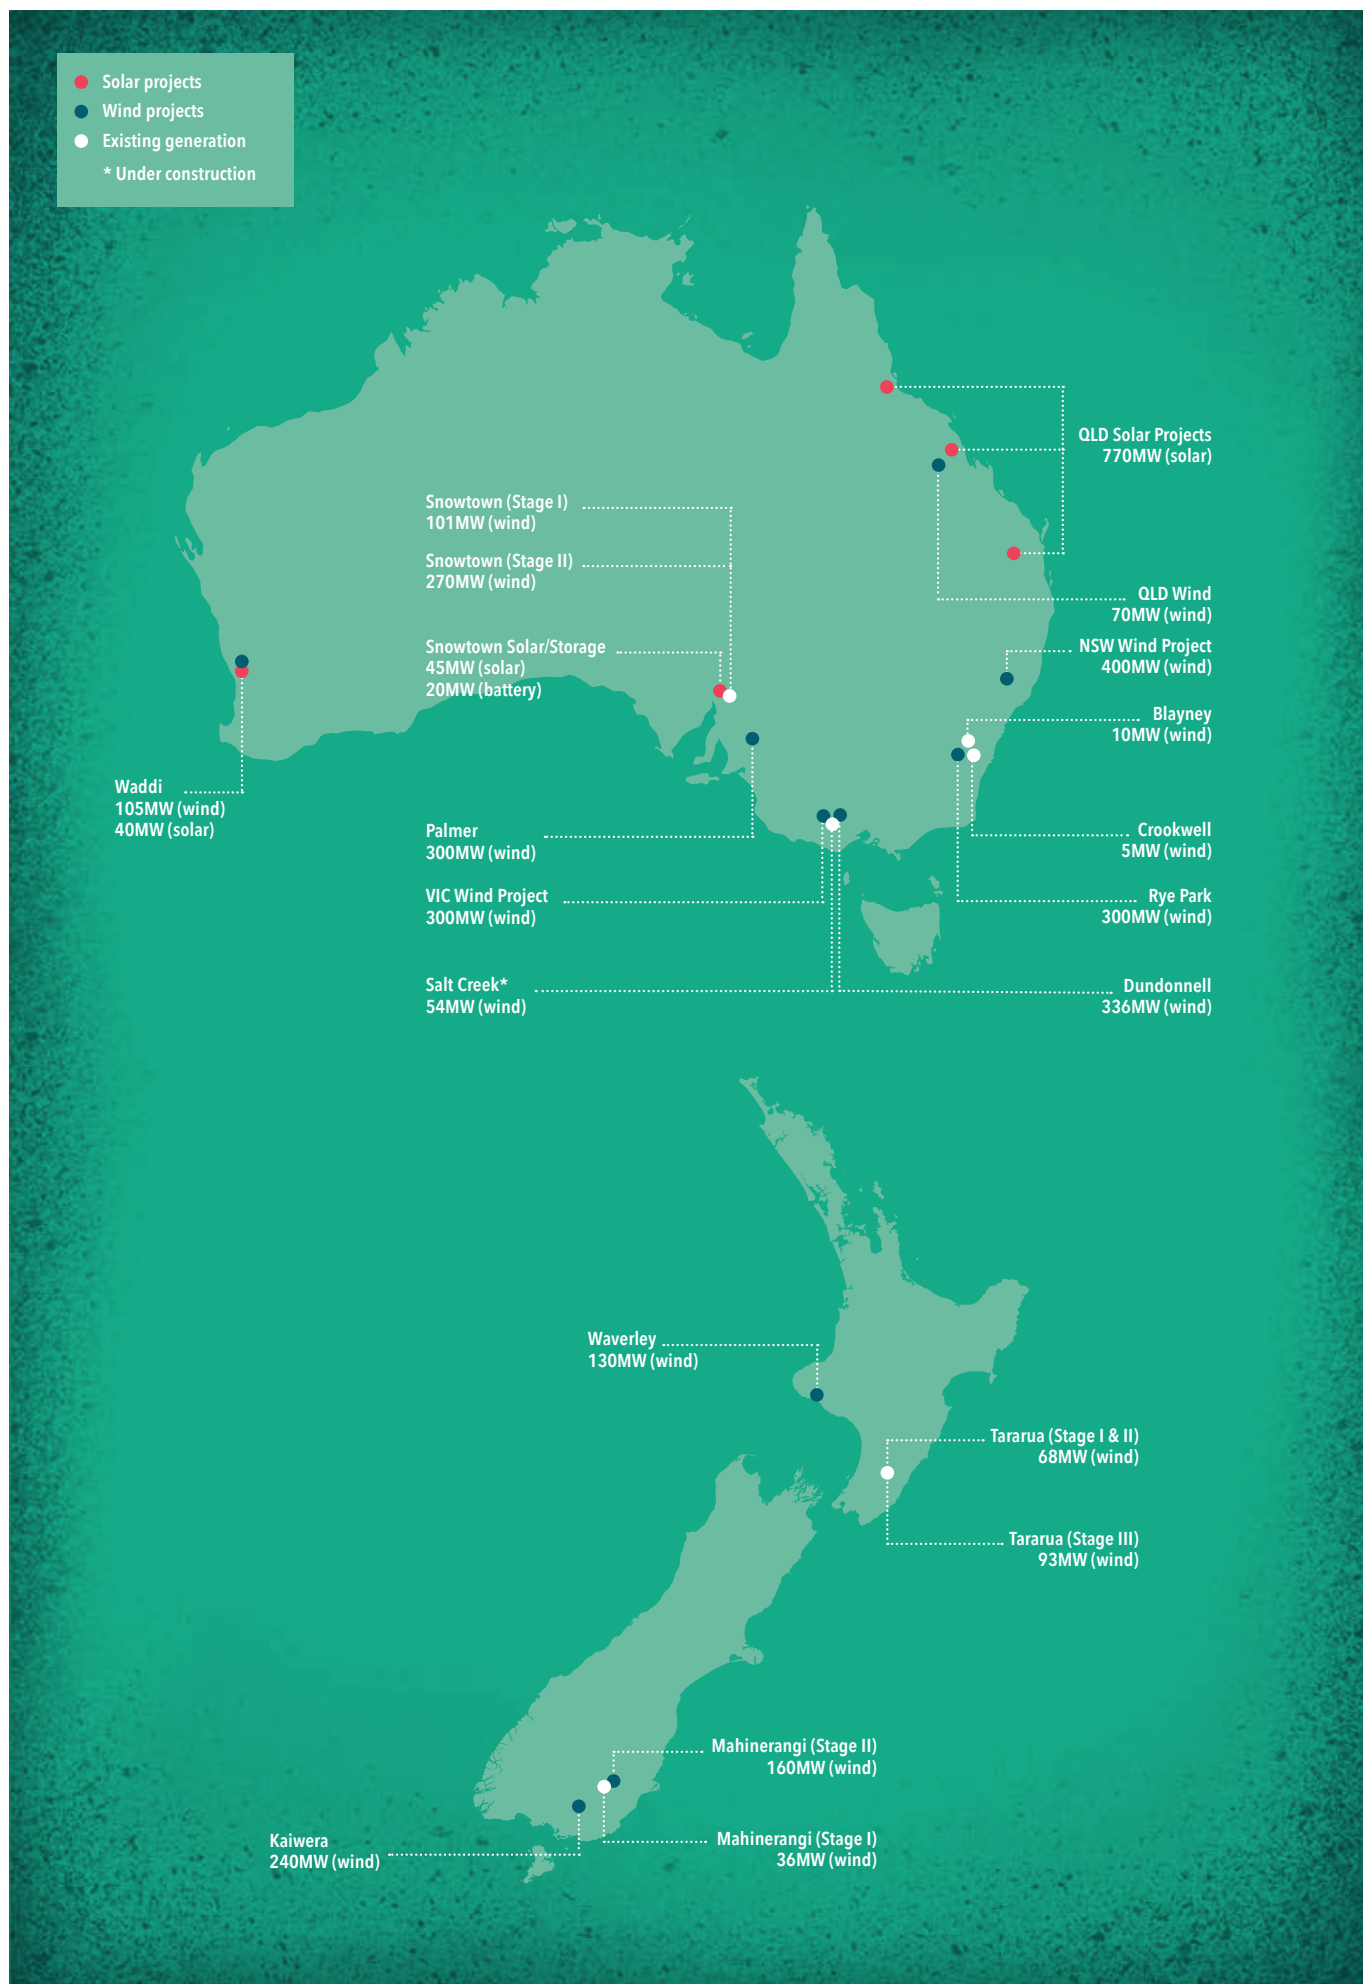 Solar projects
Wind projects
Existing generation
* Under construction
QLD Solar Projects
770MW (solar)
Snowtown (Stage I)
101MW (wind)
Snowtown (Stage II)
270MW (wind)
QLD Wind
70MW (wind)
Snowtown Solar/Storage
45MW (solar)
20MW (battery)
NSW Wind Project
400MW (wind)
Blayney
10MW (wind)
Waddi
105MW (wind)
40MW (solar)
Palmer
300MW (wind)
Crookwell
5MW (wind)
VIC Wind Project
300MW (wind)
Rye Park
300MW (wind)
Salt Creek*
54MW (wind)
Dundonnell
336MW (wind)
Waverley
130MW (wind)
Tararua (Stage I & II)
68MW (wind)
Tararua (Stage III)
93MW (wind)
Mahinerangi (Stage II)
160MW (wind)
Mahinerangi (Stage I)
36MW (wind)
Kaiwera
240MW (wind)